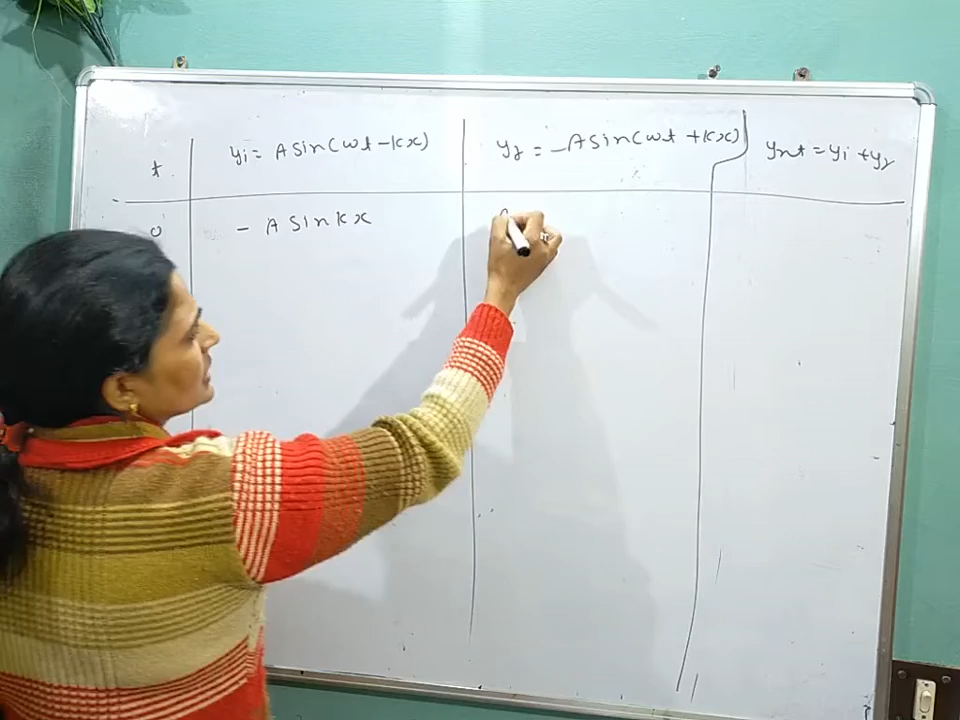 t yi = A sin(ωt - kx) yr = -A sin(ωt + kx) ynt = yi + yr
0 - A sin kx